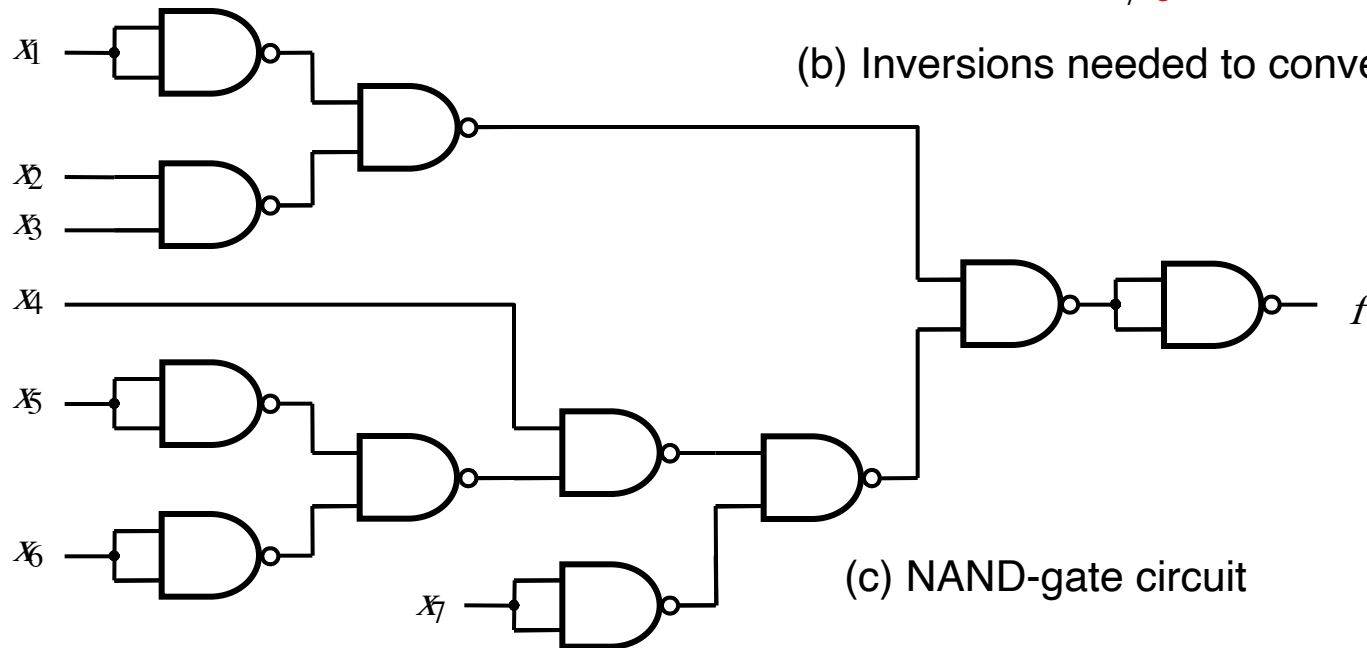 x1
(b) Inversions needed to conve
x2
x3
x4
f
x5
x6
(c) NAND-gate circuit
x7